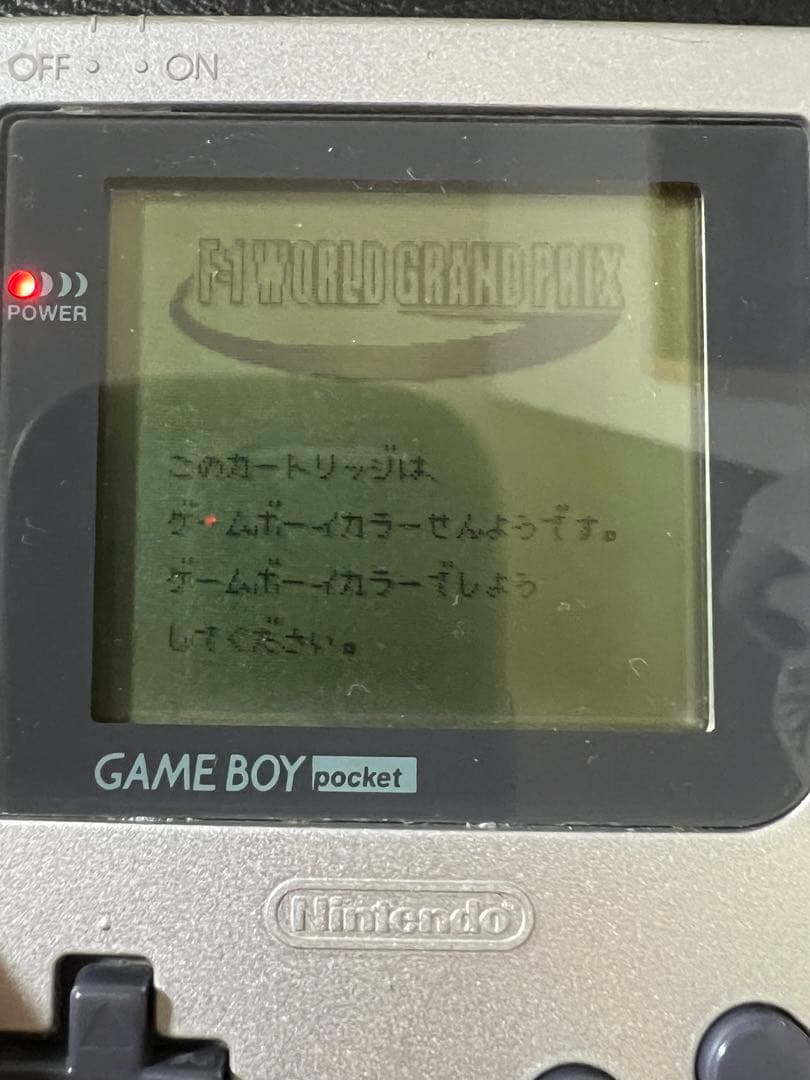 OFF ON
F-1 WORLD GRAND PRIX
POWER
このカートリッジは、
ゲームボーイカラーせんようです。
ゲームボーイカラーでしよう
してください。
GAME BOY pocket
Nintendo